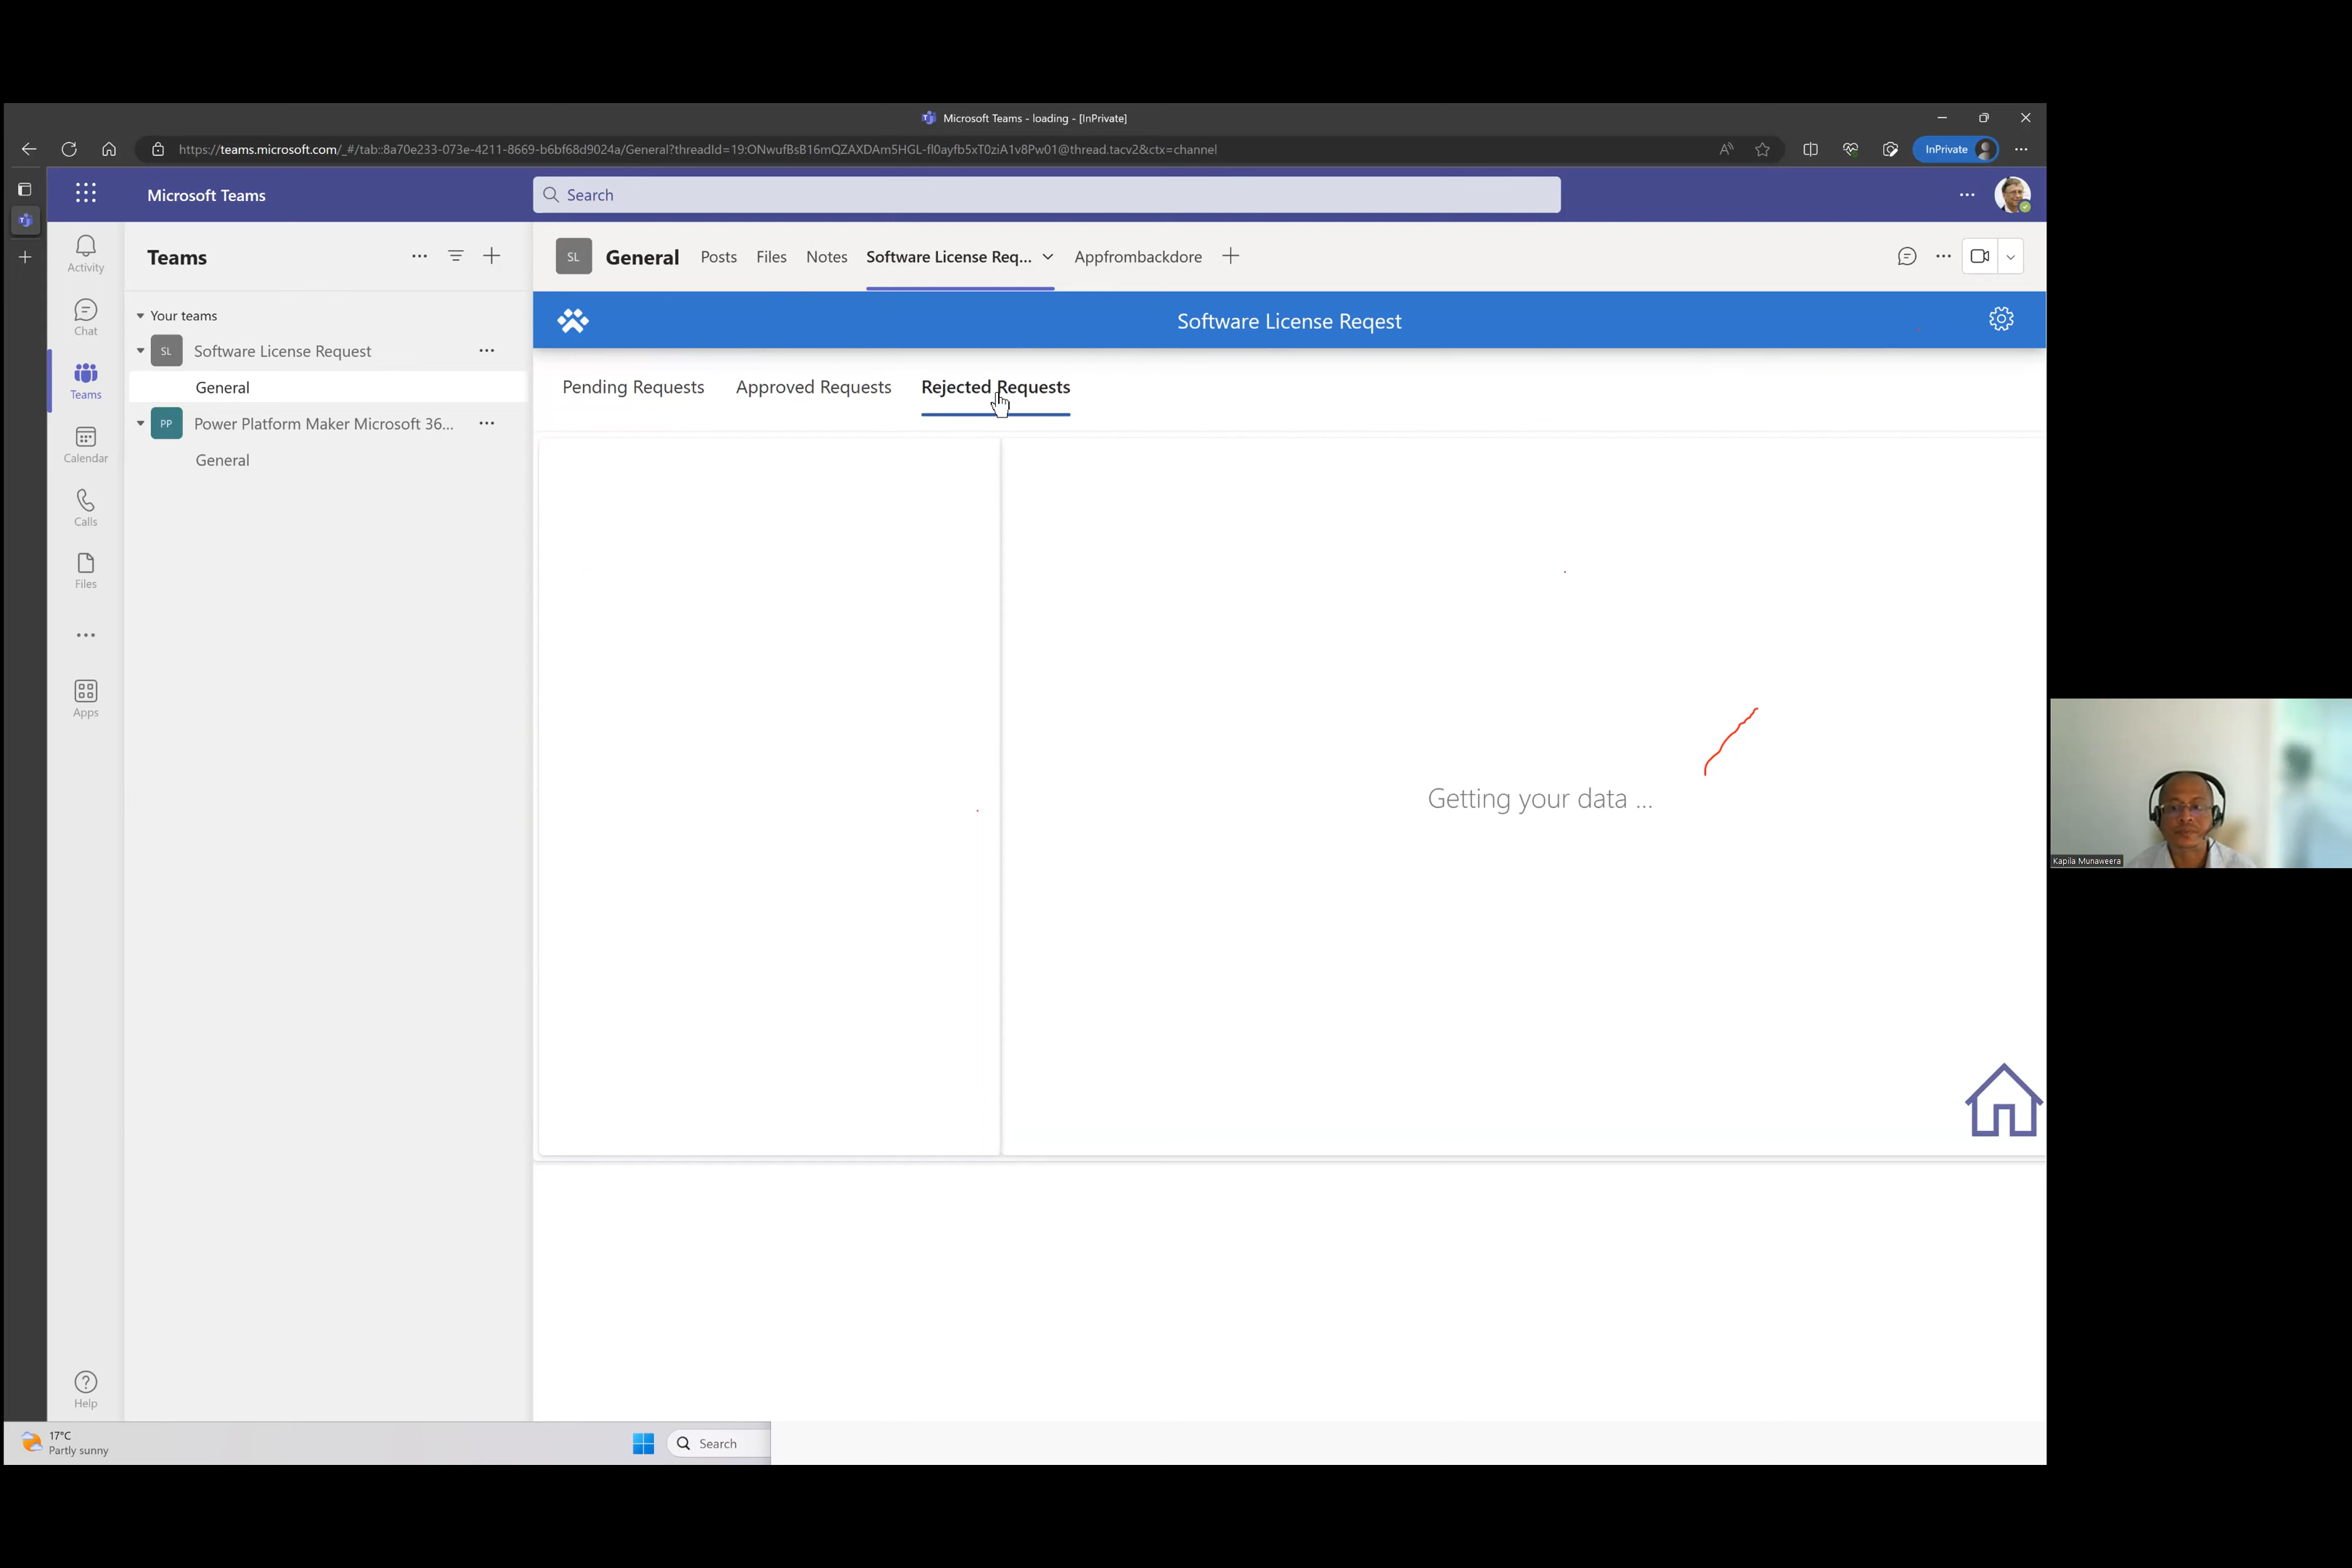 Microsoft Teams - loading - [InPrivate]
https://teams.microsoft.com/_#/tab::8a70e233-073e-4211-8669-b6bf68d9024a/General?threadId=19:ONwufBsB16mQZAXDAm5HGL-fl0ayfb5xT0ziA1v8Pw01@thread.tacv2&ctx=channel
InPrivate
Microsoft Teams
Search
Activity
Chat
Teams
Calendar
Calls
Files
Apps
Help
Teams
Your teams
SL Software License Request
General
PP Power Platform Maker Microsoft 36...
General
SL General Posts Files Notes Software License Req... Appfrombackdore
Software License Reqest
Pending Requests Approved Requests Rejected Requests
Getting your data ...
Kapila Munaweera
17°C
Partly sunny
Search